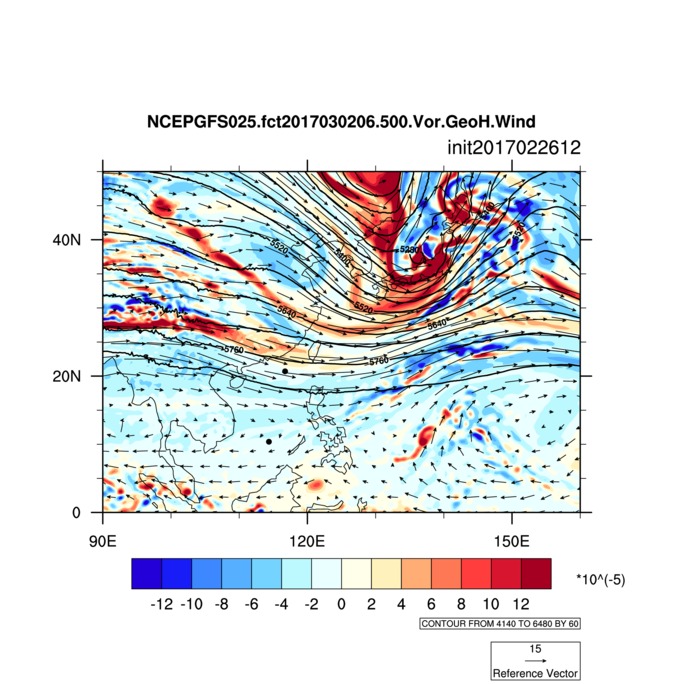 NCEPGFS025.fct2017030206.500.Vor.GeoH.Wind
init2017022612
40N
20N
0
90E 120E 150E
5280
5520
5400
5520
5640
5640
5760
5760
-12 -10 -8 -6 -4 -2 0 2 4 6 8 10 12
*10^(-5)
CONTOUR FROM 4140 TO 6480 BY 60
15
Reference Vector